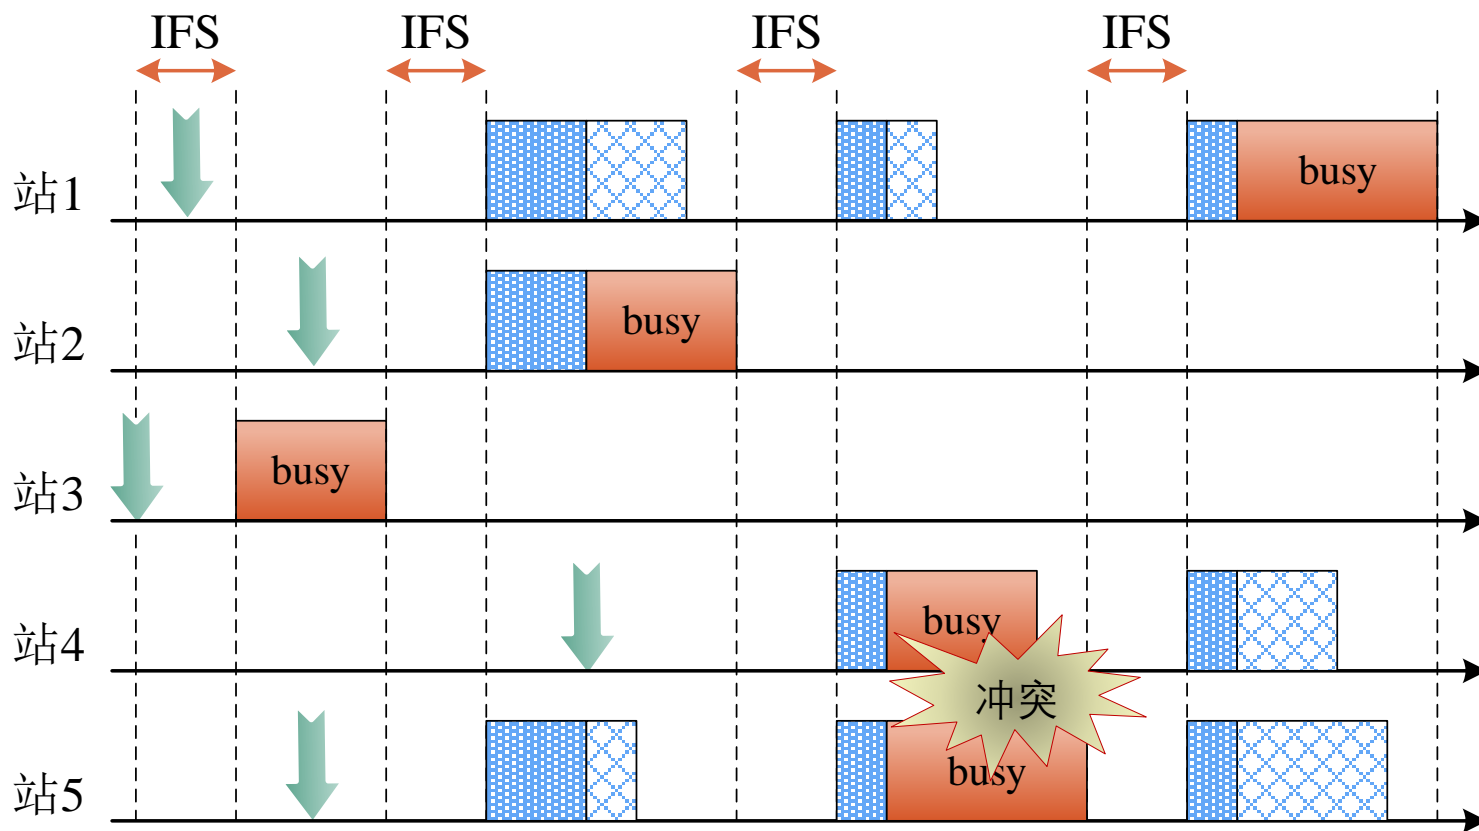 IFS IFS IFS IFS
站1 busy
站2 busy
站3 busy
站4 busy
冲突
站5 busy